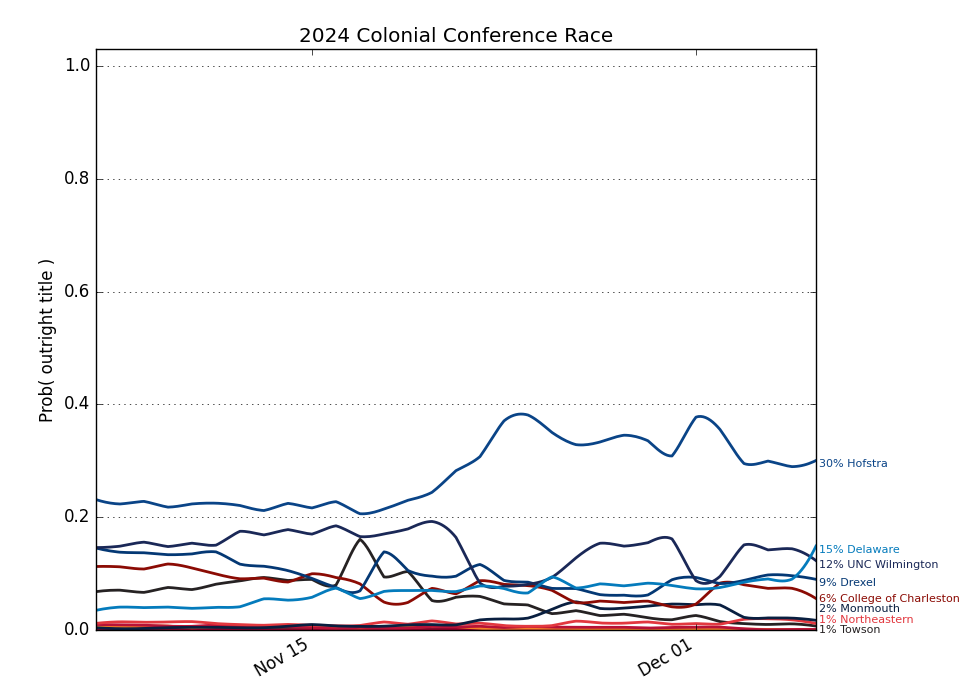 2024 Colonial Conference Race
Prob( outright title )
1.0
0.8
0.6
0.4
0.2
0.0
Nov 15
Dec 01
30% Hofstra
15% Delaware
12% UNC Wilmington
9% Drexel
6% College of Charleston
2% Monmouth
1% Northeastern
1% Towson